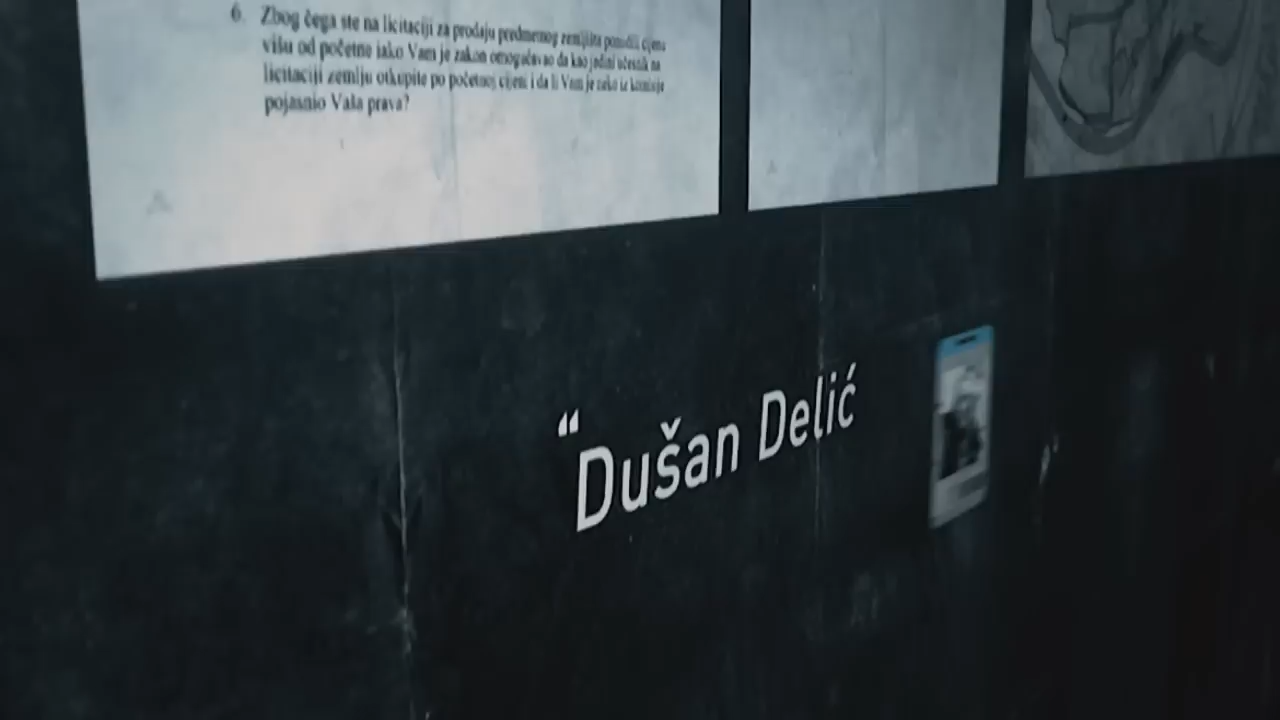 6. Zbog čega ste na licitaciji za prodaju predmetnog zemljišta ponudili cijenu
višu od početne iako Vam je zakon omogućavao da kao jedini učesnik na
licitaciji zemlju otkupite po početnoj cijeni i da li Vam je neko iz komisije
pojasnio Vaša prava?
“Dušan Delić